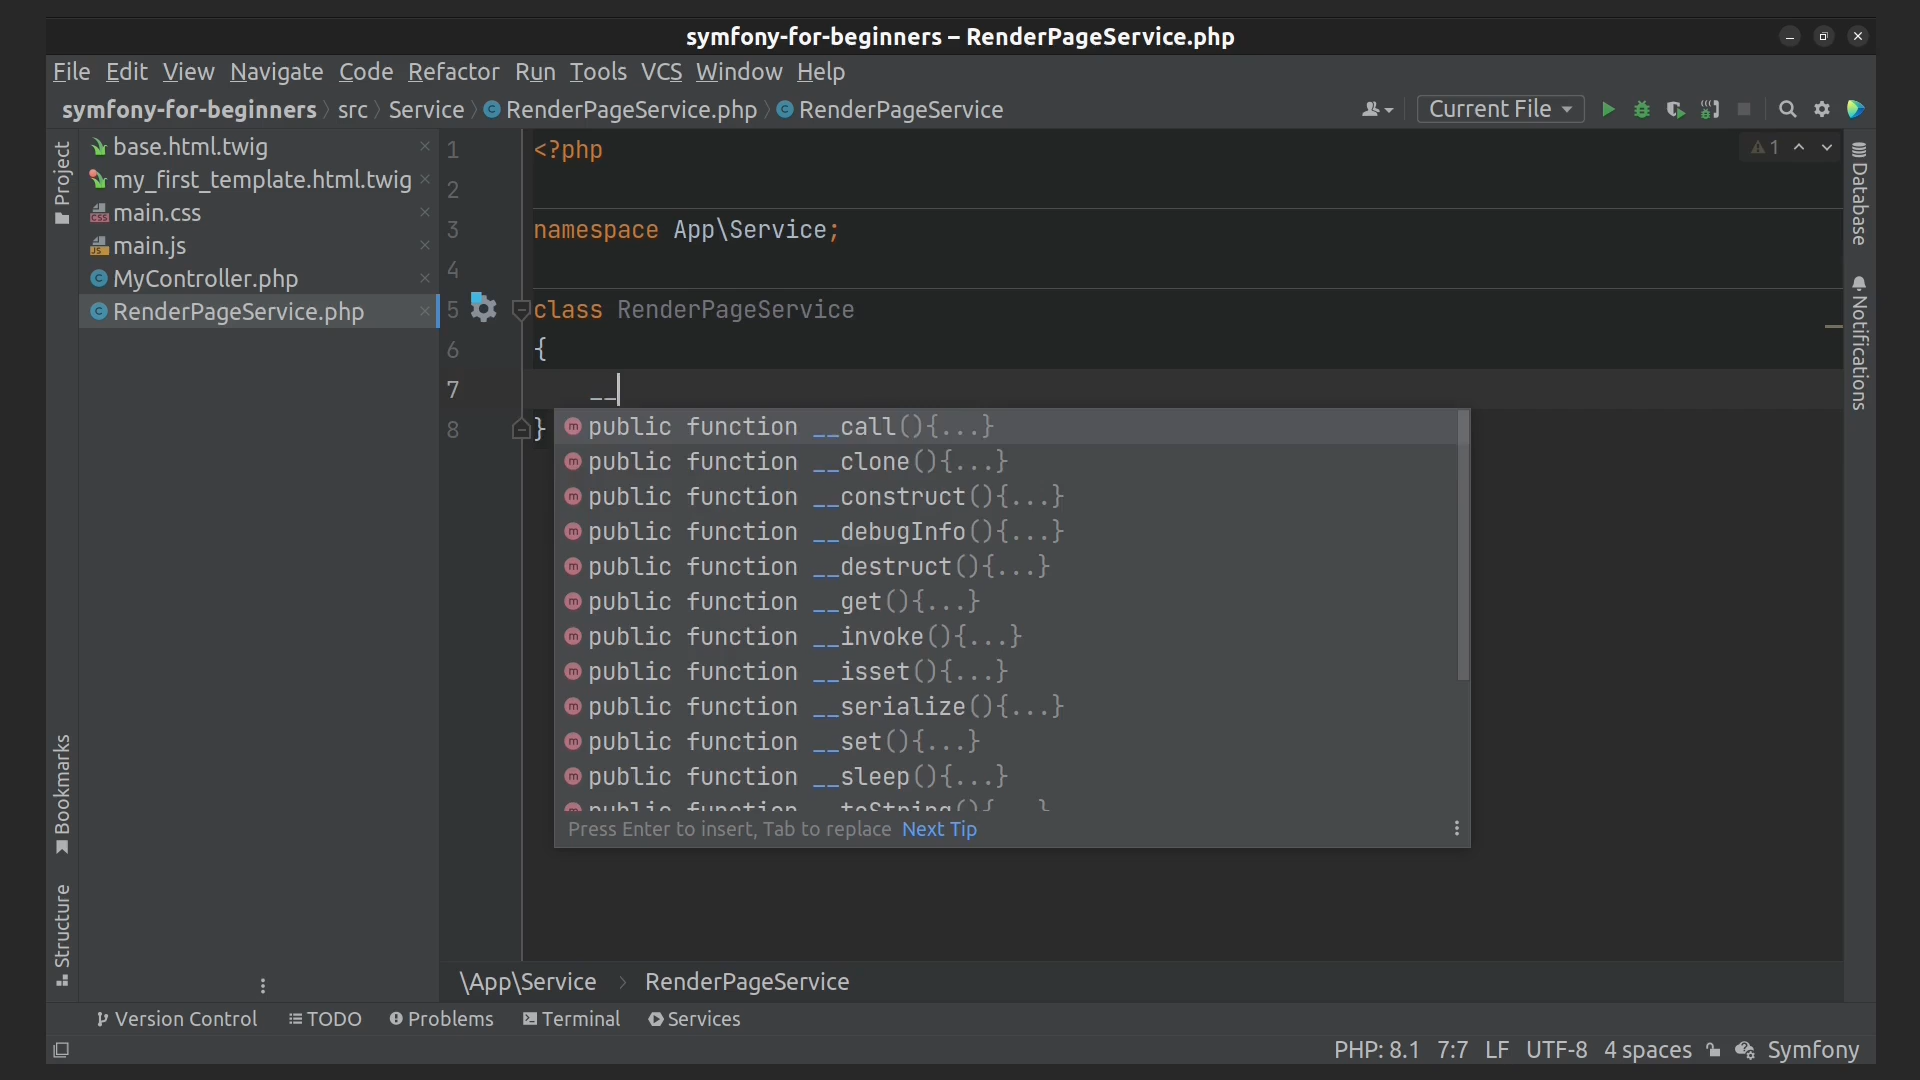 symfony-for-beginners – RenderPageService.php
File Edit View Navigate Code Refactor Run Tools VCS Window Help
symfony-for-beginners src Service RenderPageService.php RenderPageService
Current File
Project
base.html.twig
my_first_template.html.twig
main.css
main.js
MyController.php
RenderPageService.php
Bookmarks
Structure
1 <?php
2
3 namespace App\Service;
4
5 class RenderPageService
6 {
7 __
8 }
1
public function __call(){...}
public function __clone(){...}
public function __construct(){...}
public function __debugInfo(){...}
public function __destruct(){...}
public function __get(){...}
public function __invoke(){...}
public function __isset(){...}
public function __serialize(){...}
public function __set(){...}
public function __sleep(){...}
public function __toString(){...}
Press Enter to insert, Tab to replace Next Tip
Database
Notifications
\App\Service > RenderPageService
Version Control TODO Problems Terminal Services
PHP: 8.1 7:7 LF UTF-8 4 spaces Symfony